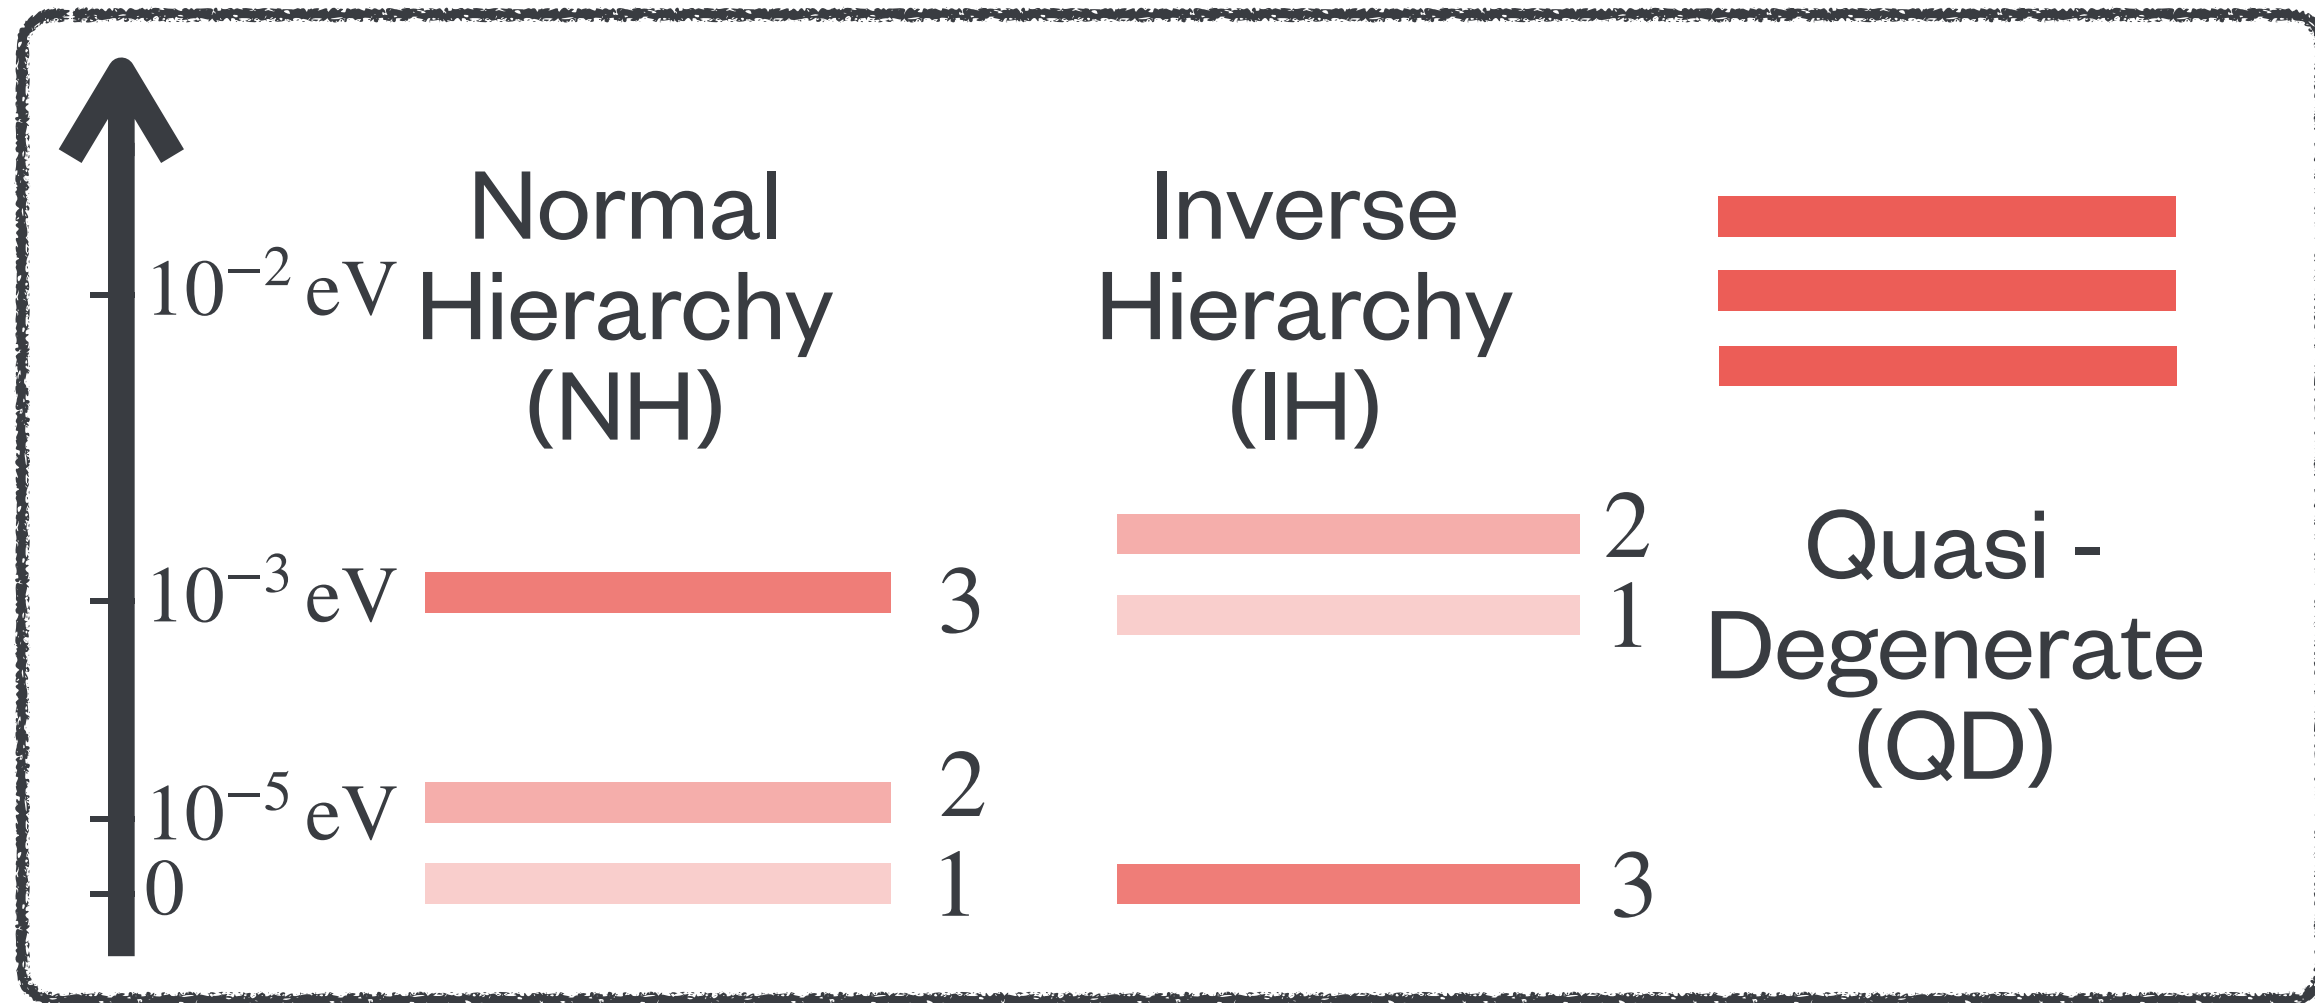 10⁻² eV
10⁻³ eV
10⁻⁵ eV
0
Normal
Hierarchy
(NH)
3
2
1
Inverse
Hierarchy
(IH)
2
1
3
Quasi -
Degenerate
(QD)